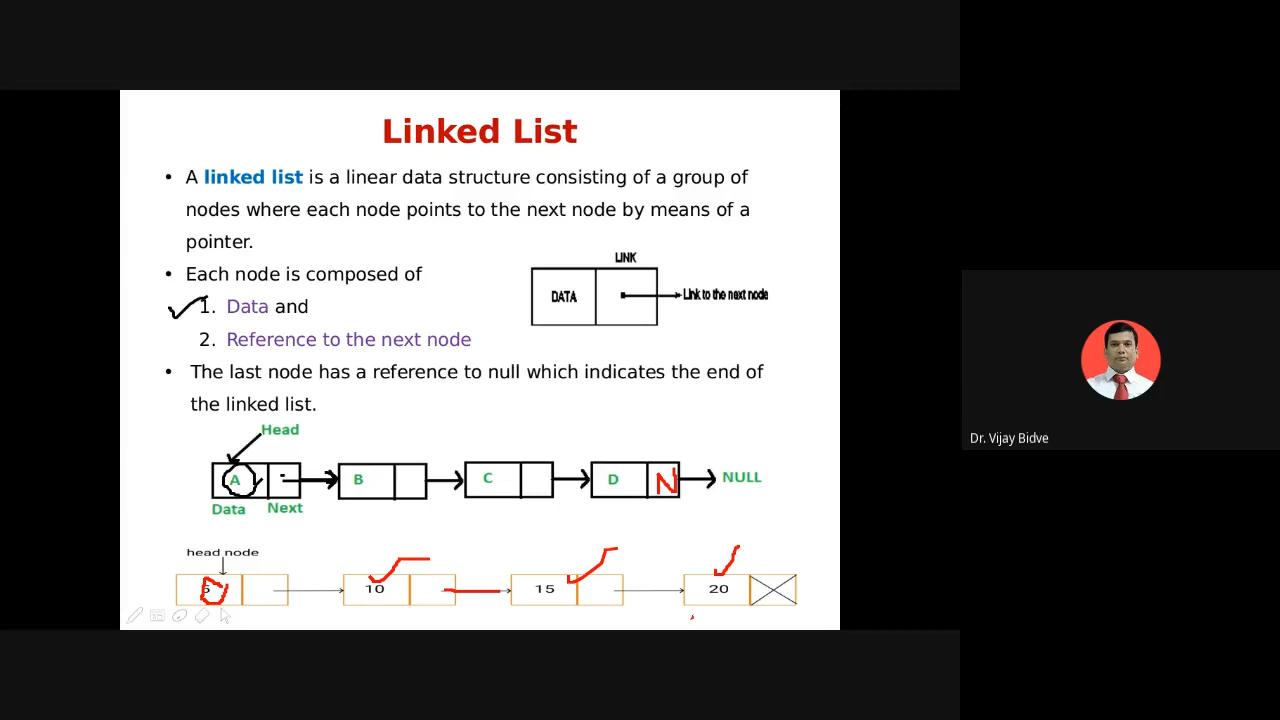 Linked List
• A linked list is a linear data structure consisting of a group of
nodes where each node points to the next node by means of a
pointer.
• Each node is composed of
1. Data and
2. Reference to the next node
LINK
DATA
Link to the next node
• The last node has a reference to null which indicates the end of
the linked list.
Head
A B C D N NULL
Data Next
head node
5 10 15 20
Dr. Vijay Bidve